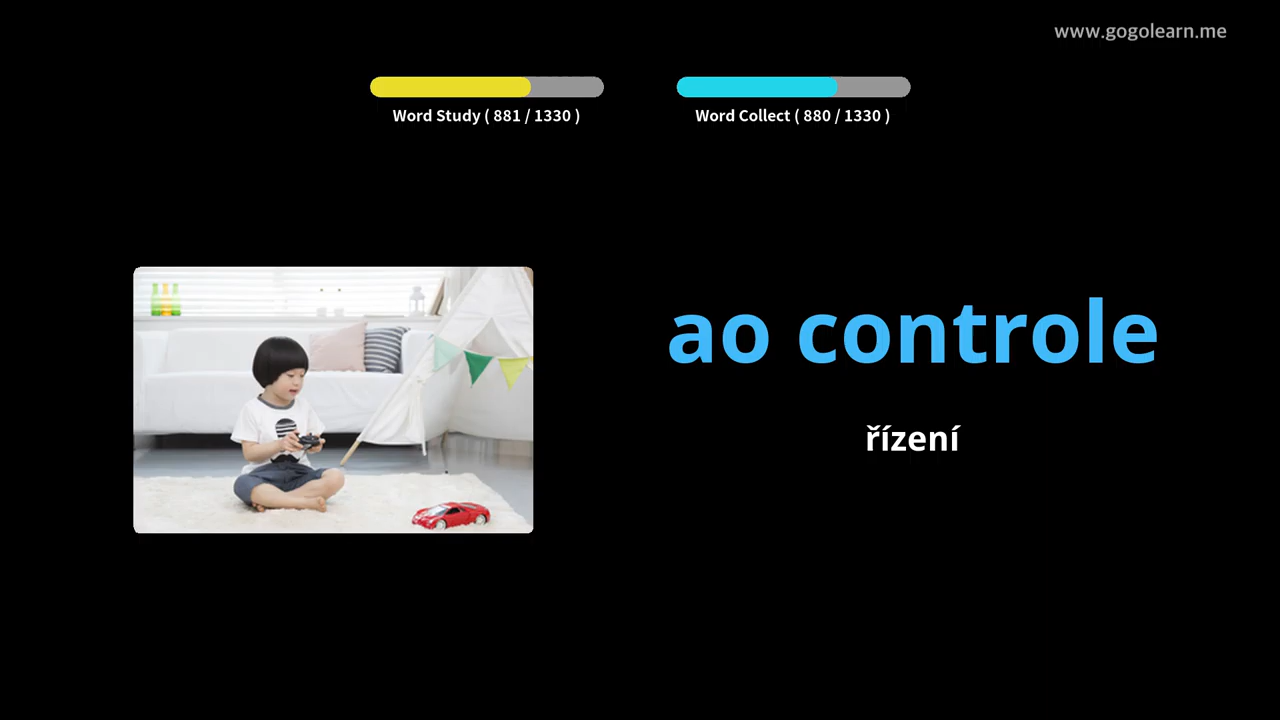 www.gogolearn.me
Word Study ( 881 / 1330 )
Word Collect ( 880 / 1330 )
ao controle
řízení